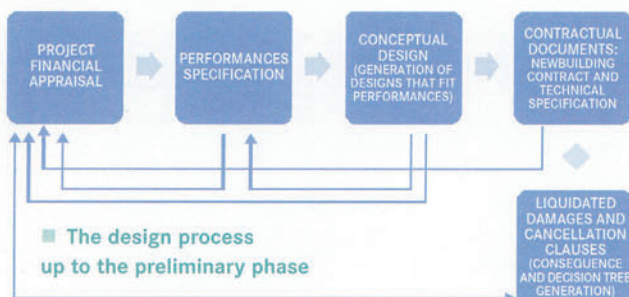 PROJECT
FINANCIAL
APPRAISAL
PERFORMANCES
SPECIFICATION
CONCEPTUAL
DESIGN
(GENERATION OF
DESIGNS THAT FIT
PERFORMANCES)
CONTRACTUAL
DOCUMENTS:
NEWBUILDING
CONTRACT AND
TECHNICAL
SPECIFICATION
LIQUIDATED
DAMAGES AND
CANCELLATION
CLAUSES
(CONSEQUENCE
AND DECISION TREE
GENERATION)
The design process
up to the preliminary phase